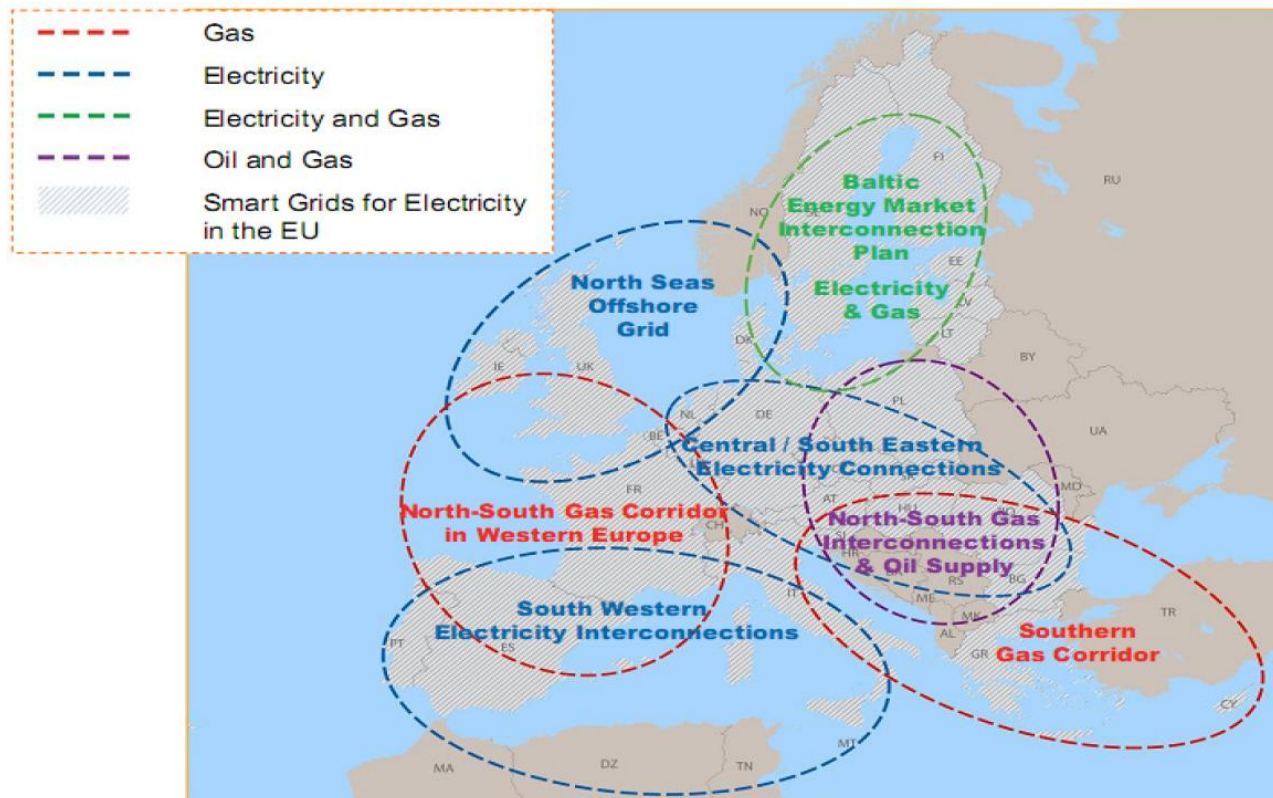 Gas
Electricity
Electricity and Gas
Oil and Gas
Smart Grids for Electricity
in the EU
Baltic
Energy Market
Interconnection
Plan
Electricity
& Gas
North Seas
Offshore
Grid
Central / South Eastern
Electricity Connections
North-South Gas Corridor
in Western Europe
North-South Gas
Interconnections
& Oil Supply
South Western
Electricity Interconnections
Southern
Gas Corridor
FI
RU
NO
EE
LV
LT
DK
IE
UK
BY
NL
DE
PL
BE
UA
FR
SK
MD
AT
HU
CH
HR
RS
BG
IT
ME
MK
TR
AL
PT
ES
GR
CY
MT
MA
DZ
TN